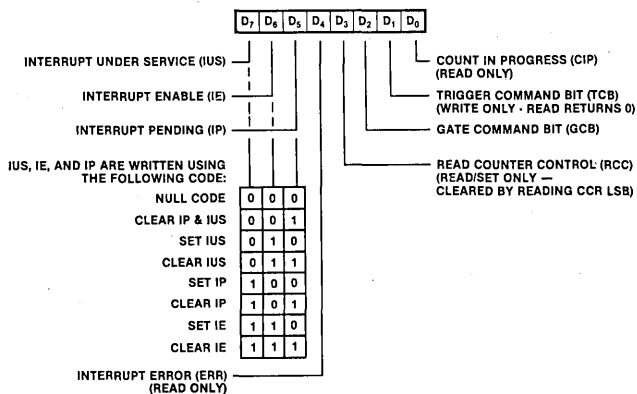 D7 D6 D5 D4 D3 D2 D1 D0
INTERRUPT UNDER SERVICE (IUS)
INTERRUPT ENABLE (IE)
INTERRUPT PENDING (IP)
COUNT IN PROGRESS (CIP)
(READ ONLY)
TRIGGER COMMAND BIT (TCB)
(WRITE ONLY - READ RETURNS 0)
GATE COMMAND BIT (GCB)
READ COUNTER CONTROL (RCC)
(READ/SET ONLY —
CLEARED BY READING CCR LSB)
IUS, IE, AND IP ARE WRITTEN USING
THE FOLLOWING CODE:
NULL CODE 0 0 0
CLEAR IP & IUS 0 0 1
SET IUS 0 1 0
CLEAR IUS 0 1 1
SET IP 1 0 0
CLEAR IP 1 0 1
SET IE 1 1 0
CLEAR IE 1 1 1
INTERRUPT ERROR (ERR)
(READ ONLY)